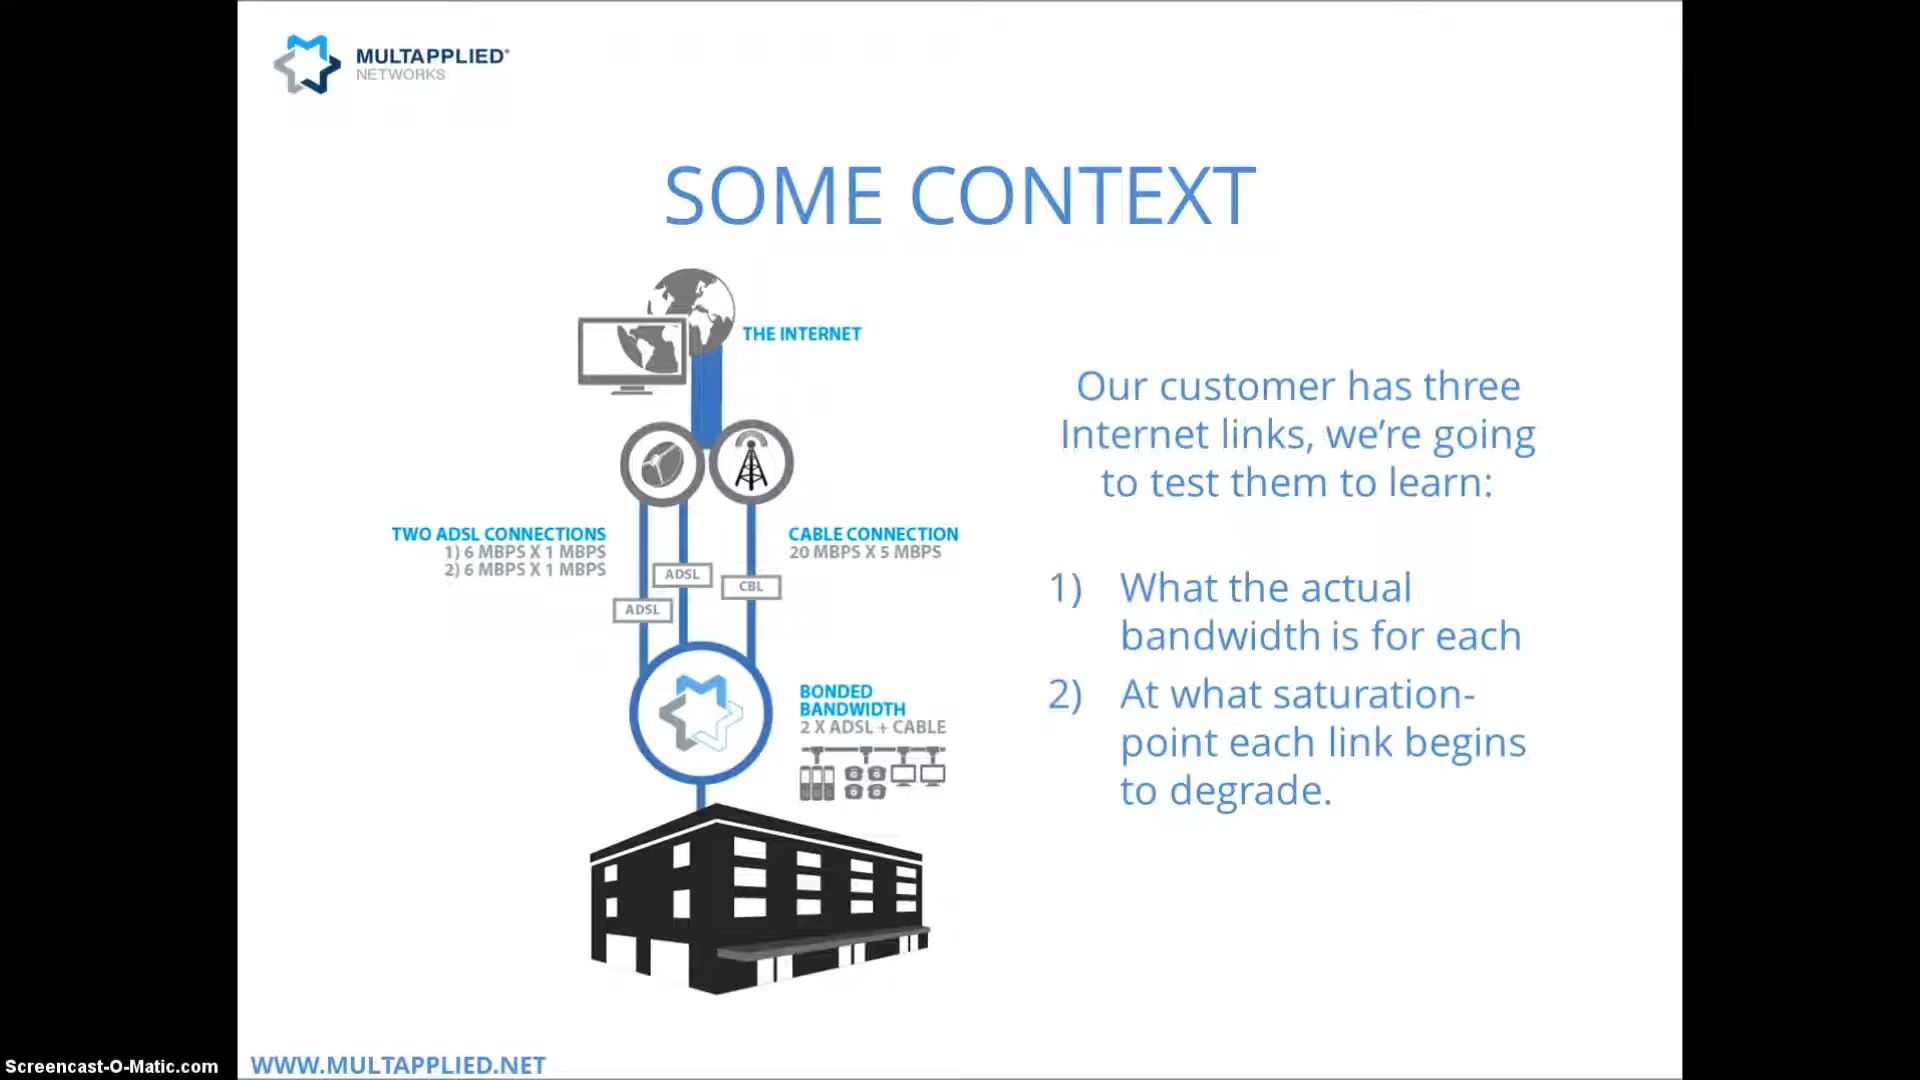 MULTAPPLIED®
NETWORKS
SOME CONTEXT
THE INTERNET
TWO ADSL CONNECTIONS
1) 6 MBPS X 1 MBPS
2) 6 MBPS X 1 MBPS
CABLE CONNECTION
20 MBPS X 5 MBPS
ADSL
CBL
ADSL
BONDED
BANDWIDTH
2 X ADSL + CABLE
Our customer has three
Internet links, we’re going
to test them to learn:
1) What the actual
bandwidth is for each
2) At what saturation-
point each link begins
to degrade.
WWW.MULTAPPLIED.NET
Screencast-O-Matic.com